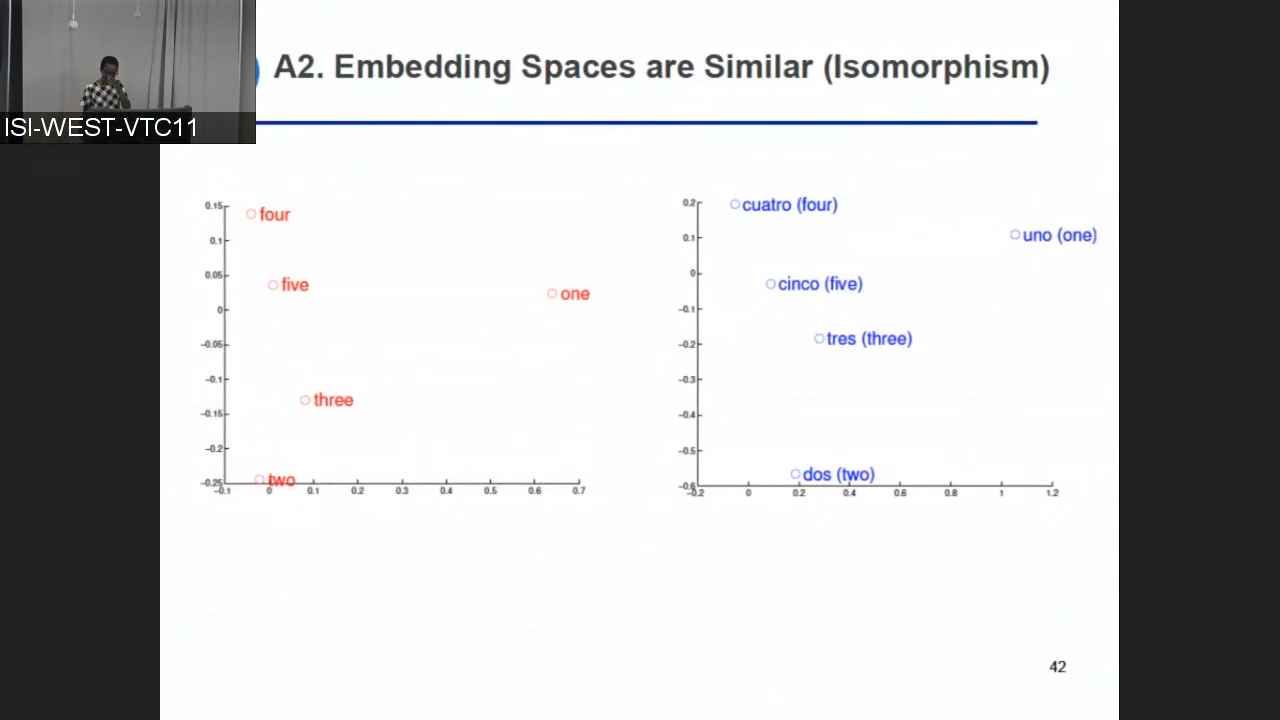 A2. Embedding Spaces are Similar (Isomorphism)
ISI-WEST-VTC11
0.15
0.1
0.05
0
-0.05
-0.1
-0.15
-0.2
-0.25
-0.1 0 0.1 0.2 0.3 0.4 0.5 0.6 0.7
four
five
one
three
two
0.2
0.1
0
-0.1
-0.2
-0.3
-0.4
-0.5
-0.6
-0.2 0 0.2 0.4 0.6 0.8 1 1.2
cuatro (four)
uno (one)
cinco (five)
tres (three)
dos (two)
42